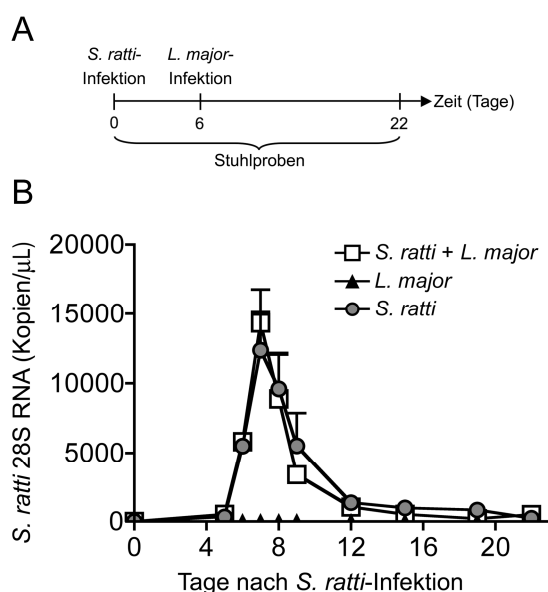 A
S. ratti-
Infektion
L. major-
Infektion
Zeit (Tage)
0 6 22
Stuhlproben
B
S. ratti 28S RNA (Kopien/µL)
20000
15000
10000
5000
0
S. ratti + L. major
L. major
S. ratti
0 4 8 12 16 20
Tage nach S. ratti-Infektion